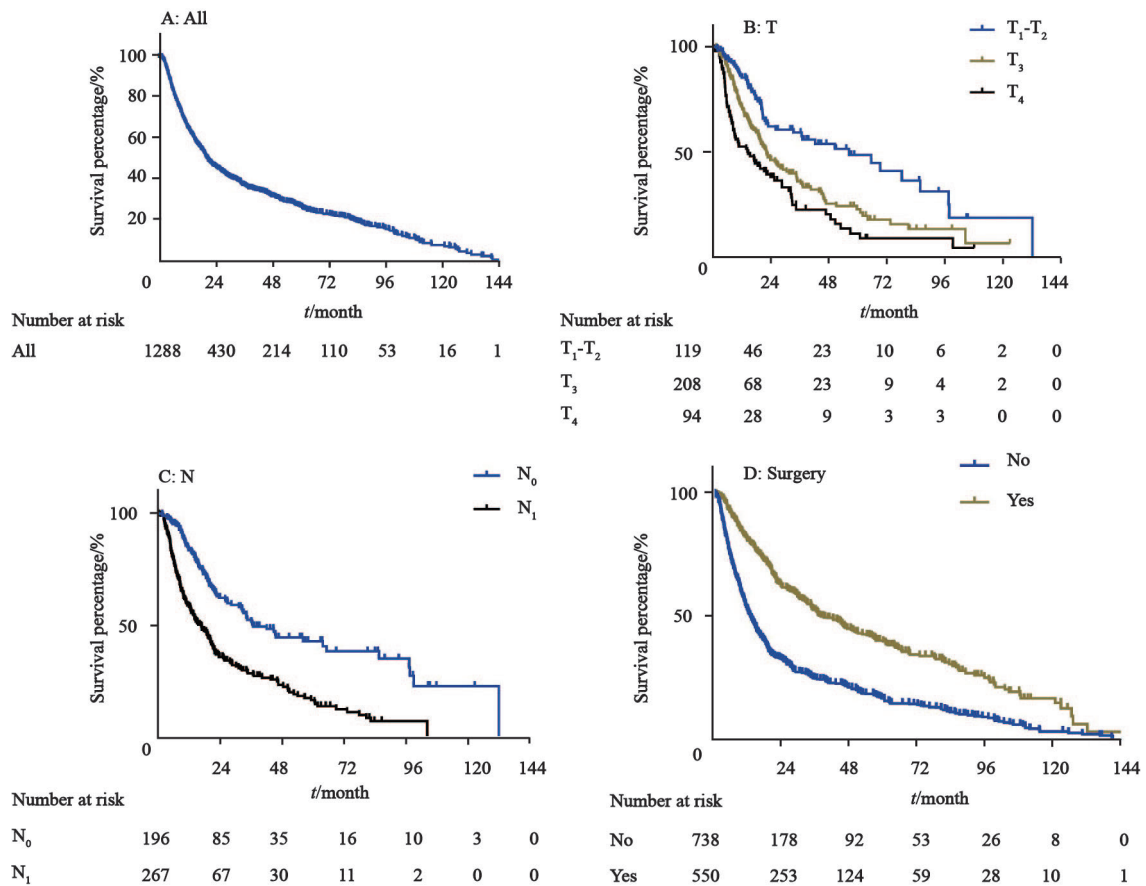 A: All
Survival percentage/%
100
80
60
40
20
0
24 48 72 96 120 144
t/month
Number at risk
All 1288 430 214 110 53 16 1
B: T
T₁-T₂
T₃
T₄
Survival percentage/%
100
50
0
24 48 72 96 120 144
t/month
Number at risk
T₁-T₂ 119 46 23 10 6 2 0
T₃ 208 68 23 9 4 2 0
T₄ 94 28 9 3 3 0 0
C: N
N₀
N₁
Survival percentage/%
100
50
0
24 48 72 96 120 144
t/month
Number at risk
N₀ 196 85 35 16 10 3 0
N₁ 267 67 30 11 2 0 0
D: Surgery
No
Yes
Survival percentage/%
100
50
0
24 48 72 96 120 144
t/month
Number at risk
No 738 178 92 53 26 8 0
Yes 550 253 124 59 28 10 1